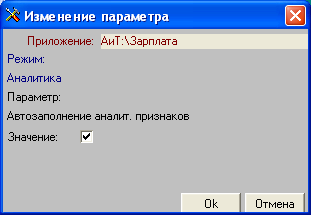 Изменение параметра
Приложение: АиТ:\Зарплата
Режим:
Аналитика
Параметр:
Автозаполнение аналит. признаков
Значение:
Ok Отмена